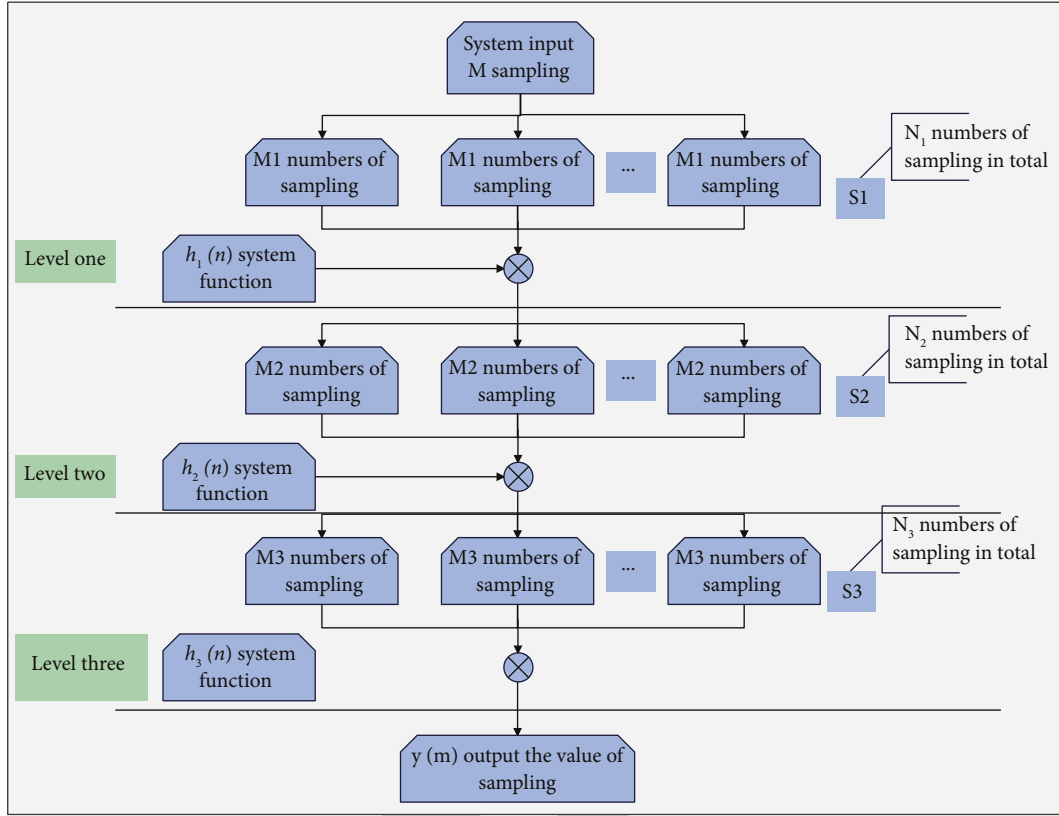 System input
M sampling
M1 numbers of
sampling
M1 numbers of
sampling
...
M1 numbers of
sampling
S1
N₁ numbers of
sampling in total
Level one
h₁ (n) system
function
M2 numbers of
sampling
M2 numbers of
sampling
...
M2 numbers of
sampling
S2
N₂ numbers of
sampling in total
Level two
h₂ (n) system
function
M3 numbers of
sampling
M3 numbers of
sampling
...
M3 numbers of
sampling
S3
N₃ numbers of
sampling in total
Level three
h₃ (n) system
function
y (m) output the value of
sampling